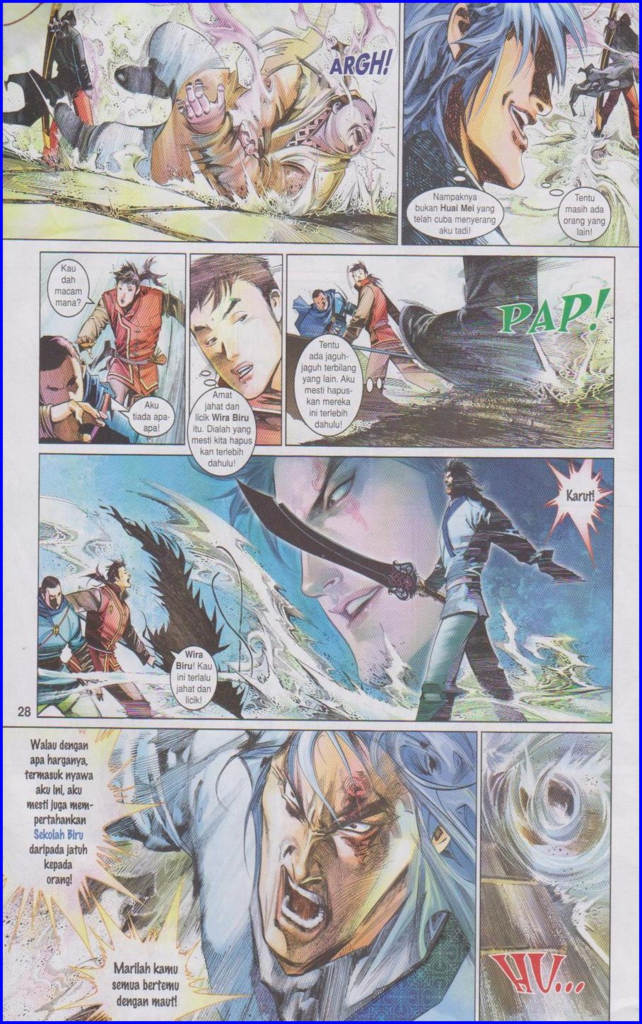 ARGH!
Nampaknya
bukan Huai Mei yang
telah cuba menyerang
aku tadi!
Tentu
masih ada
orang yang
lain!
Kau
dah
macam
mana?
Aku
tiada apa-
apa!
Amat
jahat dan
licik Wira Biru
itu. Dialah yang
mesti kita hapus
kan terlebih
dahulu!
Tentu
ada jaguh-
jaguh terbilang
yang lain. Aku
mesti hapus-
kan mereka
ini terlebih
dahulu!
PAP!
Karut!
Wira
Biru! Kau
ini terlalu
jahat dan
licik!
28
Walau dengan
apa harganya,
termasuk nyawa
aku ini, aku
mesti juga mem-
pertahankan
Sekolah Biru
daripada jatuh
kepada
orang!
Marilah kamu
semua bertemu
dengan maut!
HU...